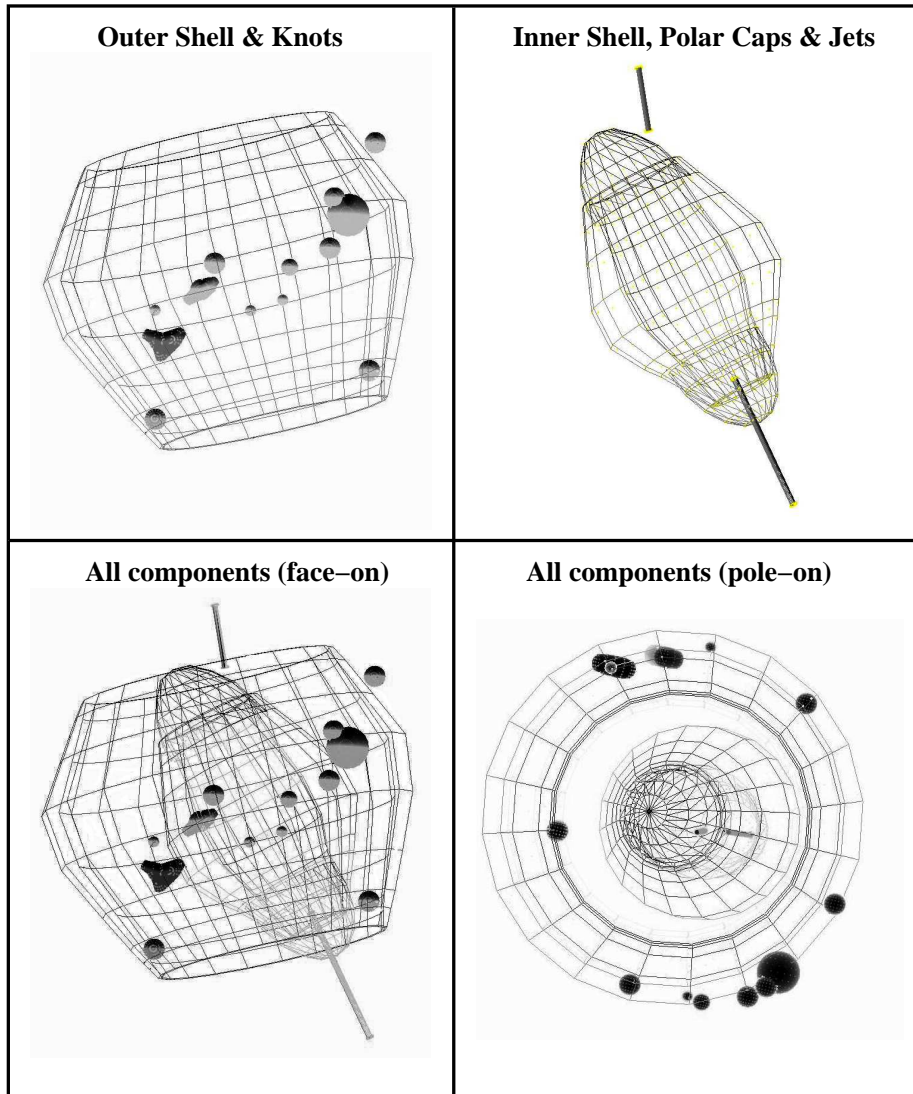 Outer Shell & Knots
Inner Shell, Polar Caps & Jets
All components (face−on)
All components (pole−on)